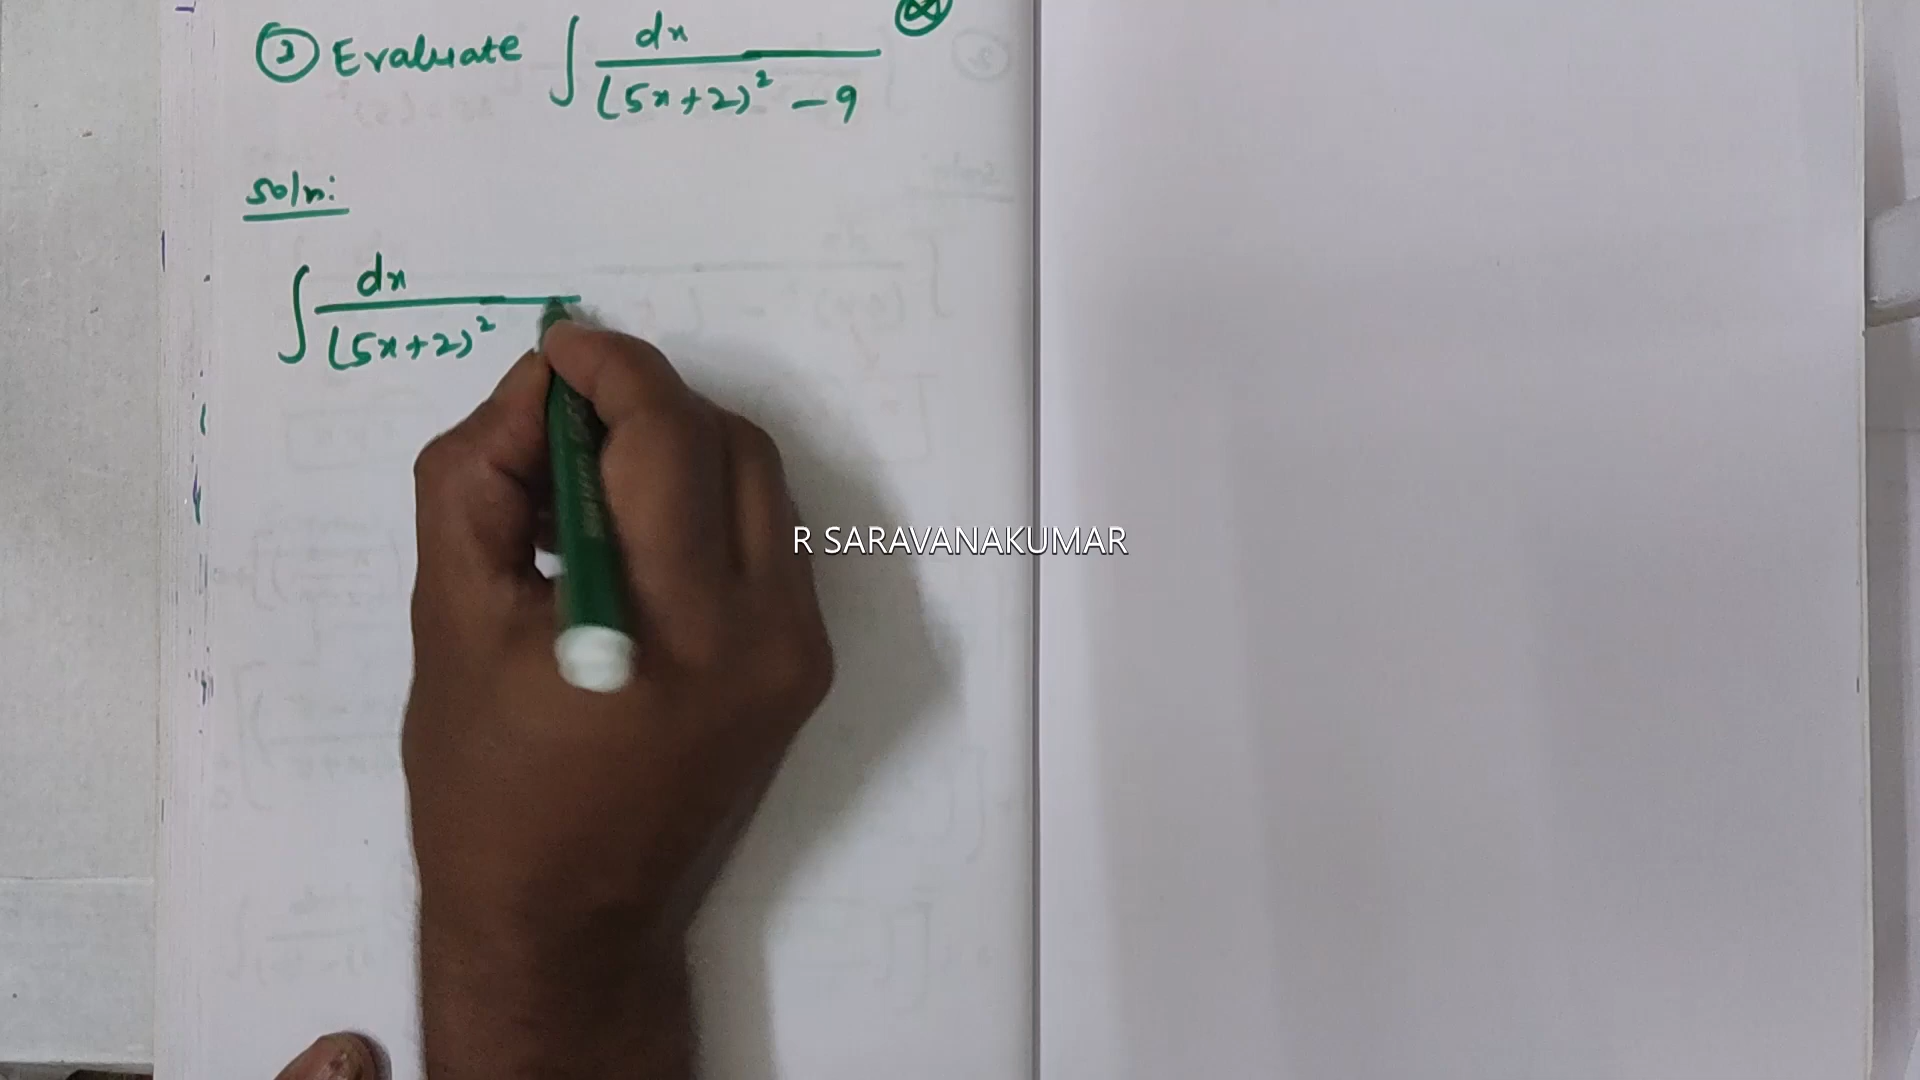 ③ Evaluate ∫ dx / (5x+2)² - 9
soln:
∫ dx / (5x+2)²
R SARAVANAKUMAR